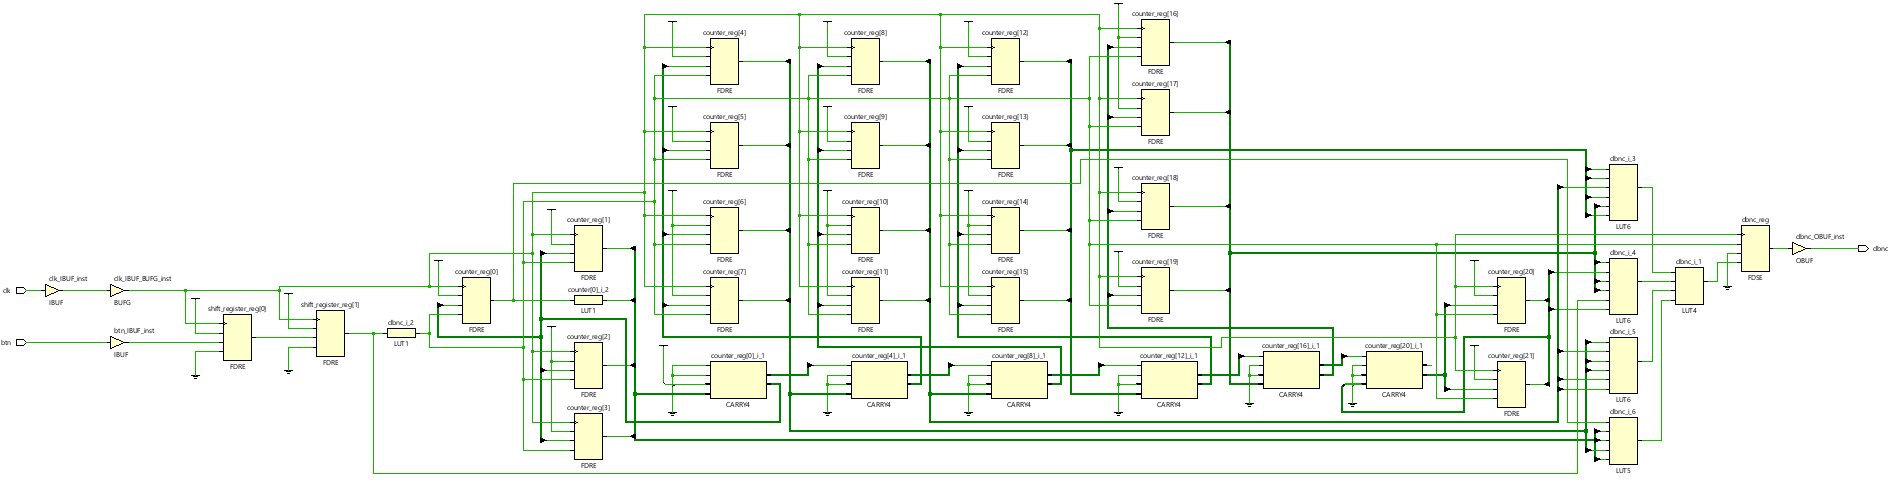 clk
clk_IBUF_inst
IBUF
clk_IBUF_BUFG_inst
BUFG
btn
btn_IBUF_inst
IBUF
shift_register_reg[0]
FDRE
shift_register_reg[1]
FDRE
dbnc_i_2
LUT1
counter_reg[0]
FDRE
counter_reg[1]
FDRE
counter[0]_i_2
LUT1
counter_reg[2]
FDRE
counter_reg[3]
FDRE
counter_reg[4]
FDRE
counter_reg[5]
FDRE
counter_reg[6]
FDRE
counter_reg[7]
FDRE
counter_reg[0]_i_1
CARRY4
counter_reg[8]
FDRE
counter_reg[9]
FDRE
counter_reg[10]
FDRE
counter_reg[11]
FDRE
counter_reg[4]_i_1
CARRY4
counter_reg[12]
FDRE
counter_reg[13]
FDRE
counter_reg[14]
FDRE
counter_reg[15]
FDRE
counter_reg[8]_i_1
CARRY4
counter_reg[16]
FDRE
counter_reg[17]
FDRE
counter_reg[18]
FDRE
counter_reg[19]
FDRE
counter_reg[12]_i_1
CARRY4
counter_reg[16]_i_1
CARRY4
counter_reg[20]_i_1
CARRY4
counter_reg[20]
FDRE
counter_reg[21]
FDRE
dbnc_i_3
LUT6
dbnc_i_4
LUT6
dbnc_i_5
LUT6
dbnc_i_6
LUT5
dbnc_i_1
LUT4
dbnc_reg
FDSE
dbnc_OBUF_inst
OBUF
dbnc